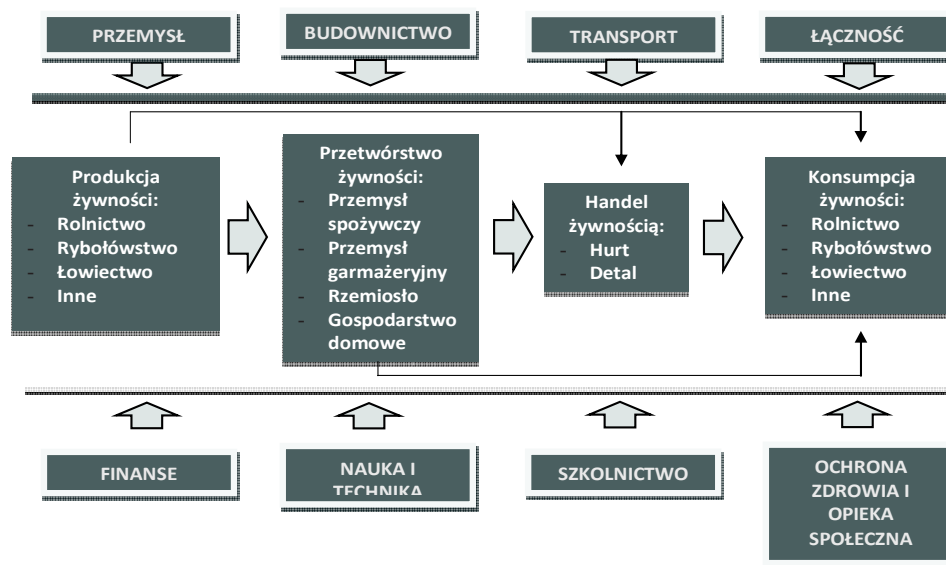 PRZEMYSŁ
BUDOWNICTWO
TRANSPORT
ŁĄCZNOŚĆ
Produkcja
żywności:
- Rolnictwo
- Rybołówstwo
- Łowiectwo
- Inne
Przetwórstwo
żywności:
- Przemysł
spożywczy
- Przemysł
garmażeryjny
- Rzemiosło
- Gospodarstwo
domowe
Handel
żywnością:
- Hurt
- Detal
Konsumpcja
żywności:
- Rolnictwo
- Rybołówstwo
- Łowiectwo
- Inne
FINANSE
NAUKA I
TECHNIKA
SZKOLNICTWO
OCHRONA
ZDROWIA I
OPIEKA
SPOŁECZNA